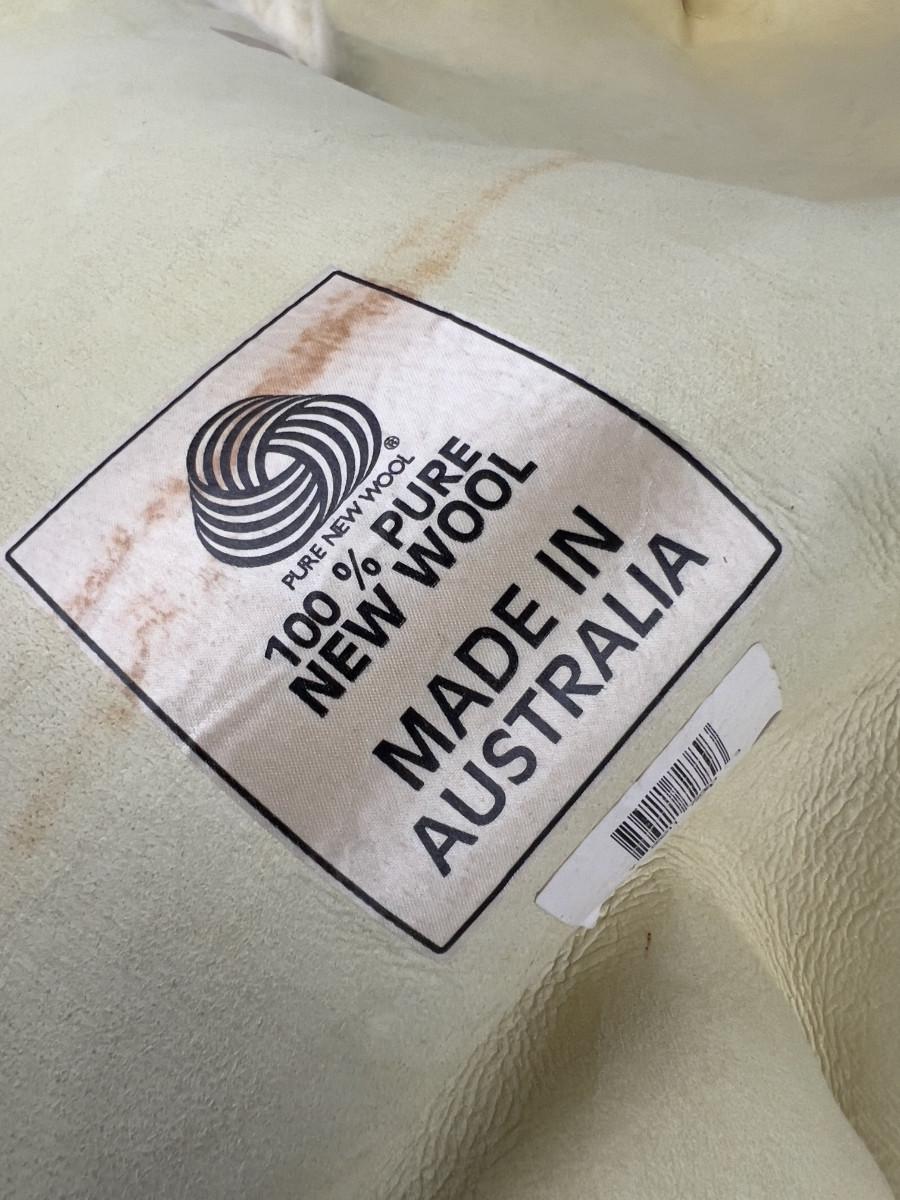 ®
PURE NEW WOOL
100 % PURE
NEW WOOL
MADE IN
AUSTRALIA